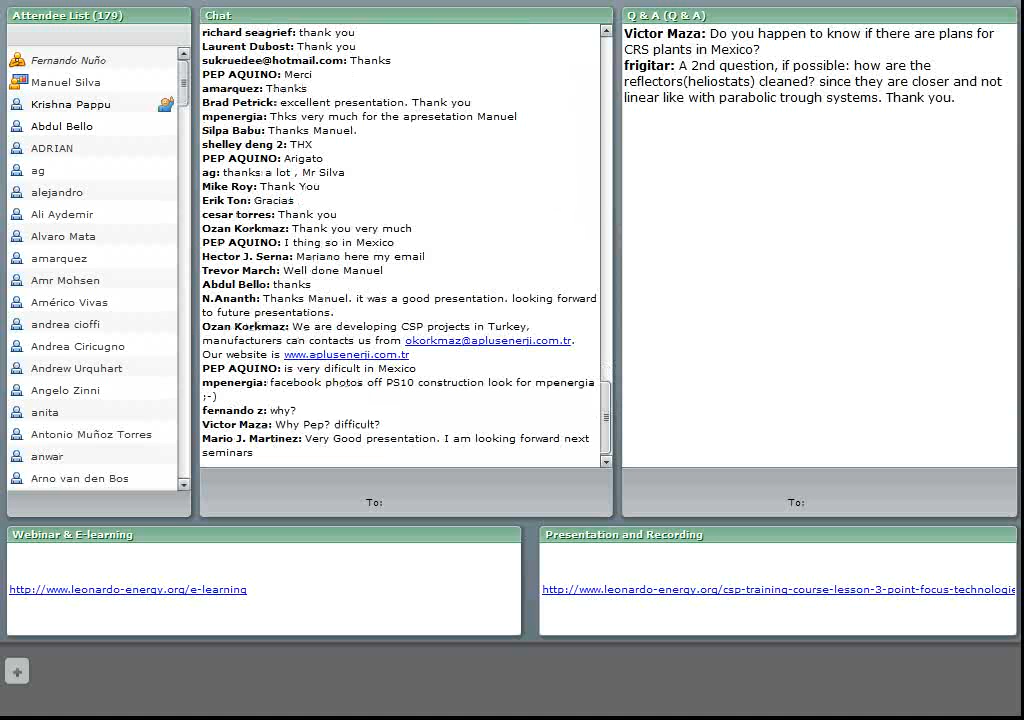 Attendee List (179)
Fernando Nuño
Manuel Silva
Krishna Pappu
Abdul Bello
ADRIAN
ag
alejandro
Ali Aydemir
Alvaro Mata
amarquez
Amr Mohsen
Américo Vivas
andrea cioffi
Andrea Ciricugno
Andrew Urquhart
Angelo Zinni
anita
Antonio Muñoz Torres
anwar
Arno van den Bos
Chat
richard seagrief: thank you
Laurent Dubost: Thank you
sukruedee@hotmail.com: Thanks
PEP AQUINO: Merci
amarquez: Thanks
Brad Petrick: excellent presentation. Thank you
mpenergia: Thks very much for the apresetation Manuel
Silpa Babu: Thanks Manuel.
shelley deng 2: THX
PEP AQUINO: Arigato
ag: thanks a lot , Mr Silva
Mike Roy: Thank You
Erik Ton: Gracias
cesar torres: Thank you
Ozan Korkmaz: Thank you very much
PEP AQUINO: I thing so in Mexico
Hector J. Serna: Mariano here my email
Trevor March: Well done Manuel
Abdul Bello: thanks
N.Ananth: Thanks Manuel. it was a good presentation. looking forward
to future presentations.
Ozan Korkmaz: We are developing CSP projects in Turkey,
manufacturers can contacts us from okorkmaz@aplusenerji.com.tr.
Our website is www.aplusenerji.com.tr
PEP AQUINO: is very dificult in Mexico
mpenergia: facebook photos off PS10 construction look for mpenergia
;-)
fernando z: why?
Victor Maza: Why Pep? difficult?
Mario J. Martinez: Very Good presentation. I am looking forward next
seminars
To:
Q & A (Q & A)
Victor Maza: Do you happen to know if there are plans for
CRS plants in Mexico?
frigitar: A 2nd question, if possible: how are the
reflectors(heliostats) cleaned? since they are closer and not
linear like with parabolic trough systems. Thank you.
To:
Webinar & E-learning
http://www.leonardo-energy.org/e-learning
Presentation and Recording
http://www.leonardo-energy.org/csp-training-course-lesson-3-point-focus-technologie